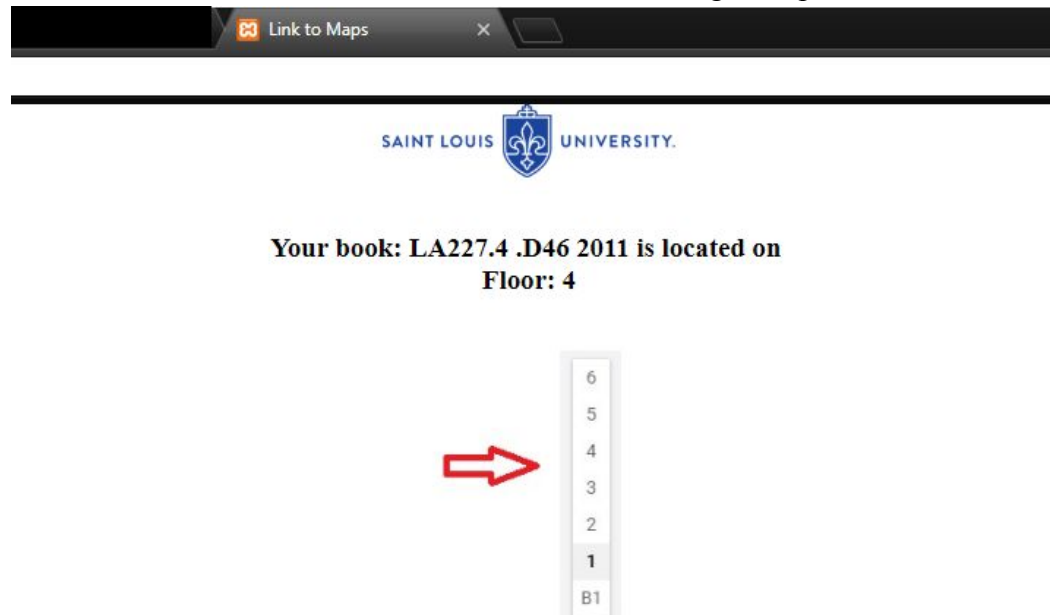 Link to Maps
SAINT LOUIS UNIVERSITY.
Your book: LA227.4 .D46 2011 is located on
Floor: 4
6
5
4
3
2
1
B1